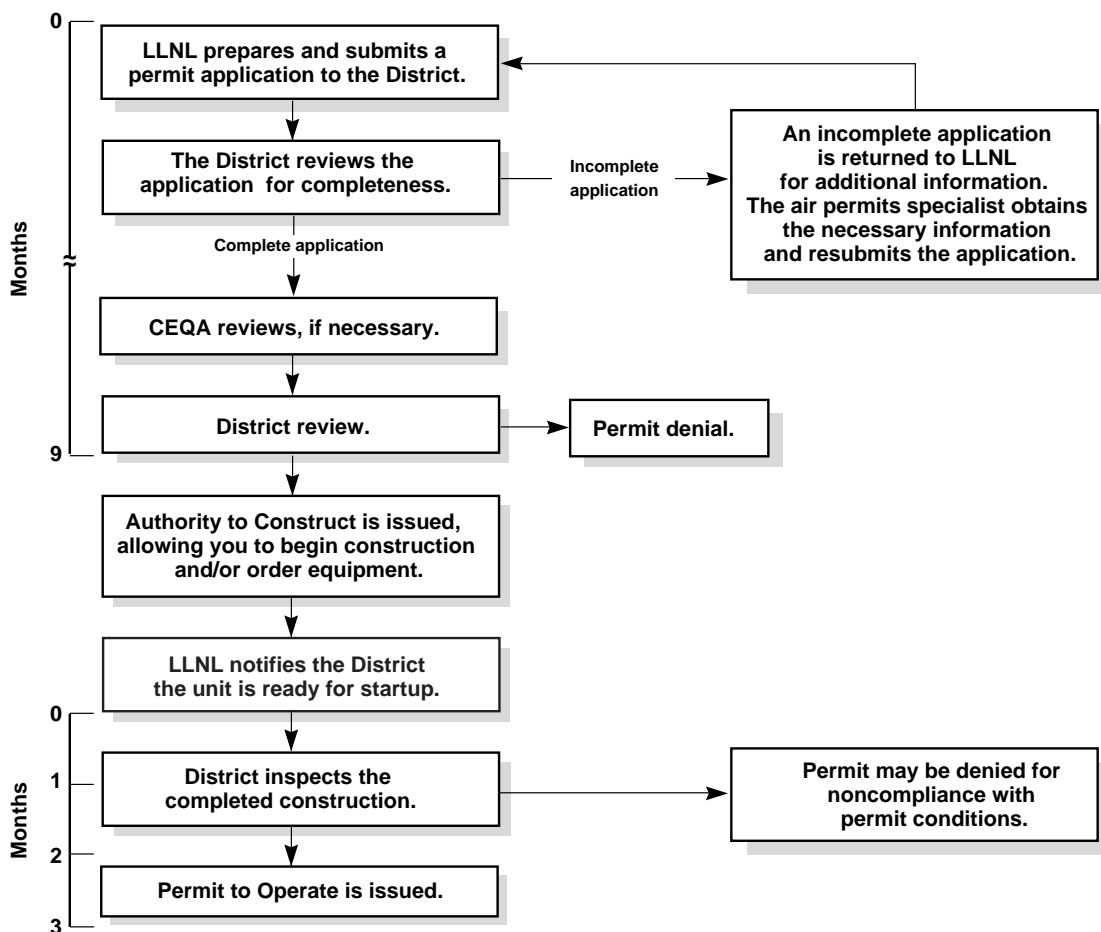 0
LLNL prepares and submits a
permit application to the District.
The District reviews the
application for completeness.
Incomplete
application
An incomplete application
is returned to LLNL
for additional information.
The air permits specialist obtains
the necessary information
and resubmits the application.
Complete application
Months
≈
CEQA reviews, if necessary.
District review.
Permit denial.
9
Authority to Construct is issued,
allowing you to begin construction
and/or order equipment.
LLNL notifies the District
the unit is ready for startup.
0
District inspects the
completed construction.
1
Permit may be denied for
noncompliance with
permit conditions.
Months
2
Permit to Operate is issued.
3